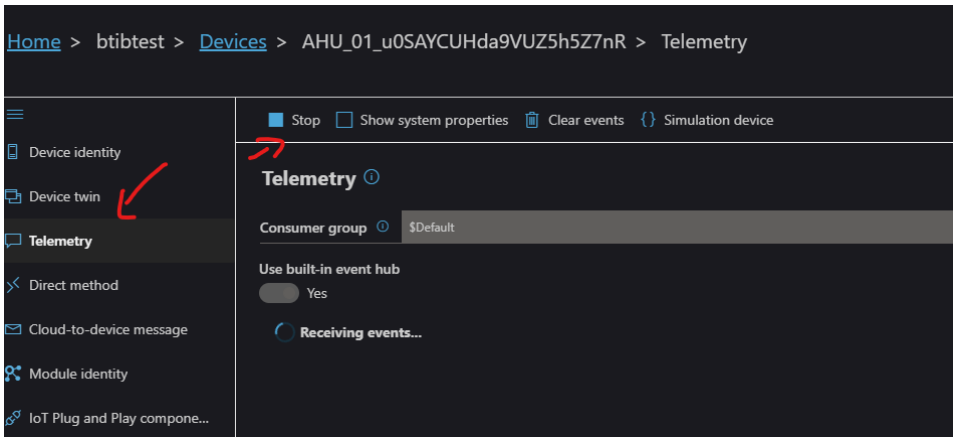 Home > btibtest > Devices > AHU_01_u0SAYCUHda9VUZ5h5Z7nR > Telemetry
Stop Show system properties Clear events {} Simulation device
Device identity
Device twin
Telemetry
Direct method
Cloud-to-device message
Module identity
IoT Plug and Play compone...
Telemetry
Consumer group $Default
Use built-in event hub
Yes
Receiving events...